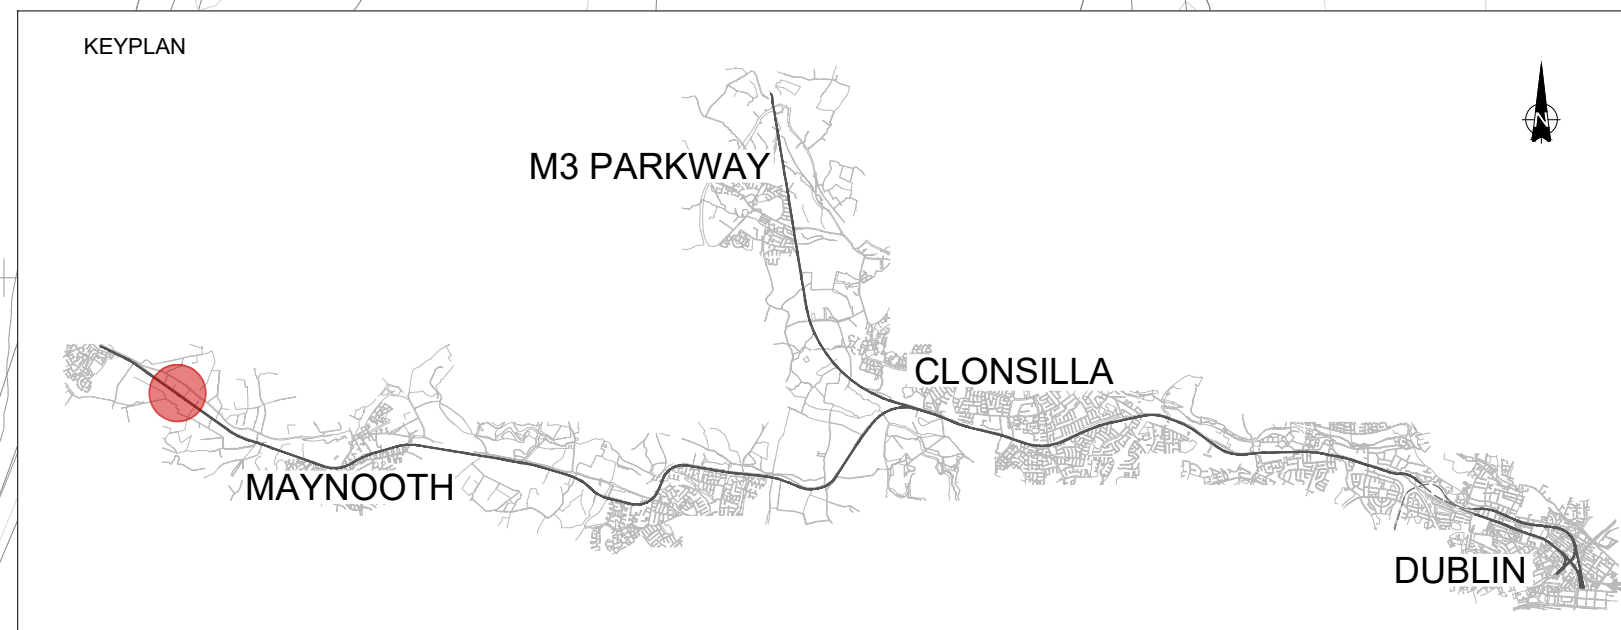 KEYPLAN
N
M3 PARKWAY
CLONSILLA
MAYNOOTH
DUBLIN